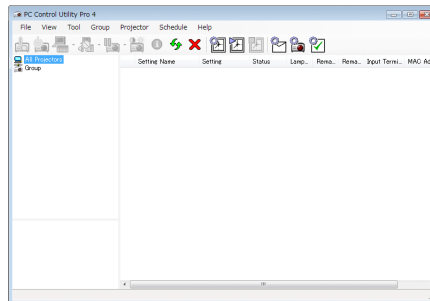 PC Control Utility Pro 4
File View Tool Group Projector Schedule Help
All Projectors
Group
Setting Name Setting Status Lamp... Rema... Rema... Input Termi... MAC Ad